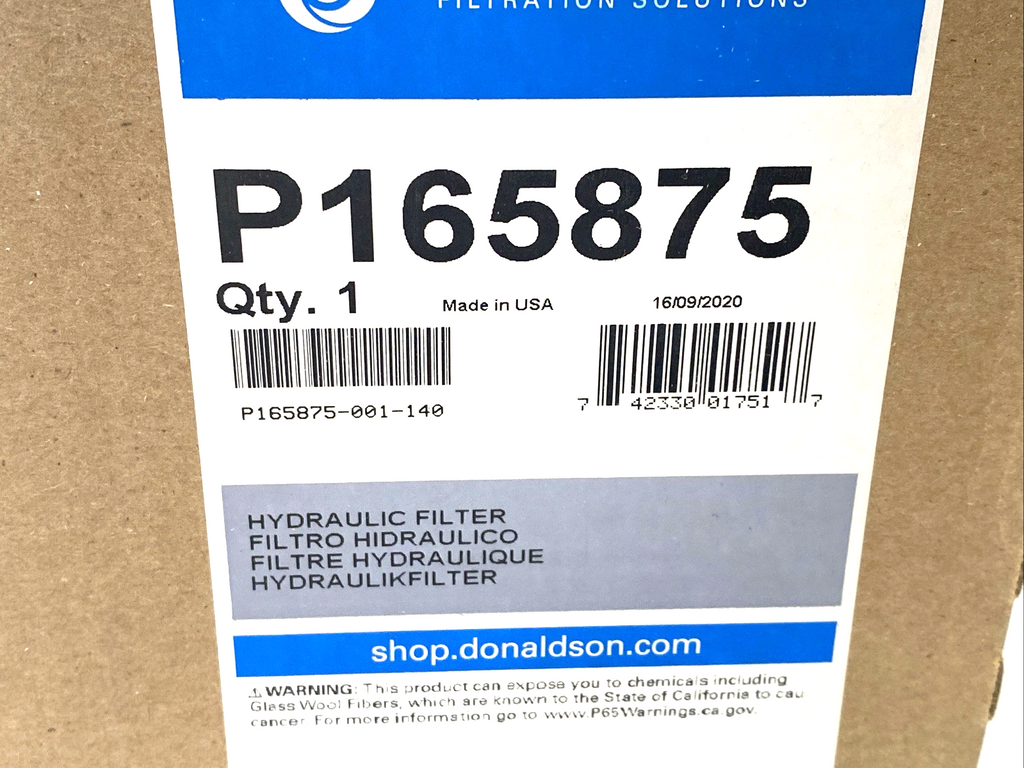 FILTRATION SOLUTIONS
P165875
Qty. 1 Made in USA 16/09/2020
P165875-001-140 7 42330 01751 7
HYDRAULIC FILTER
FILTRO HIDRAULICO
FILTRE HYDRAULIQUE
HYDRAULIKFILTER
shop.donaldson.com
⚠ WARNING: This product can expose you to chemicals including
Glass Wool Fibers, which are known to the State of California to cau
cancer. For more information go to www.P65Warnings.ca.gov.